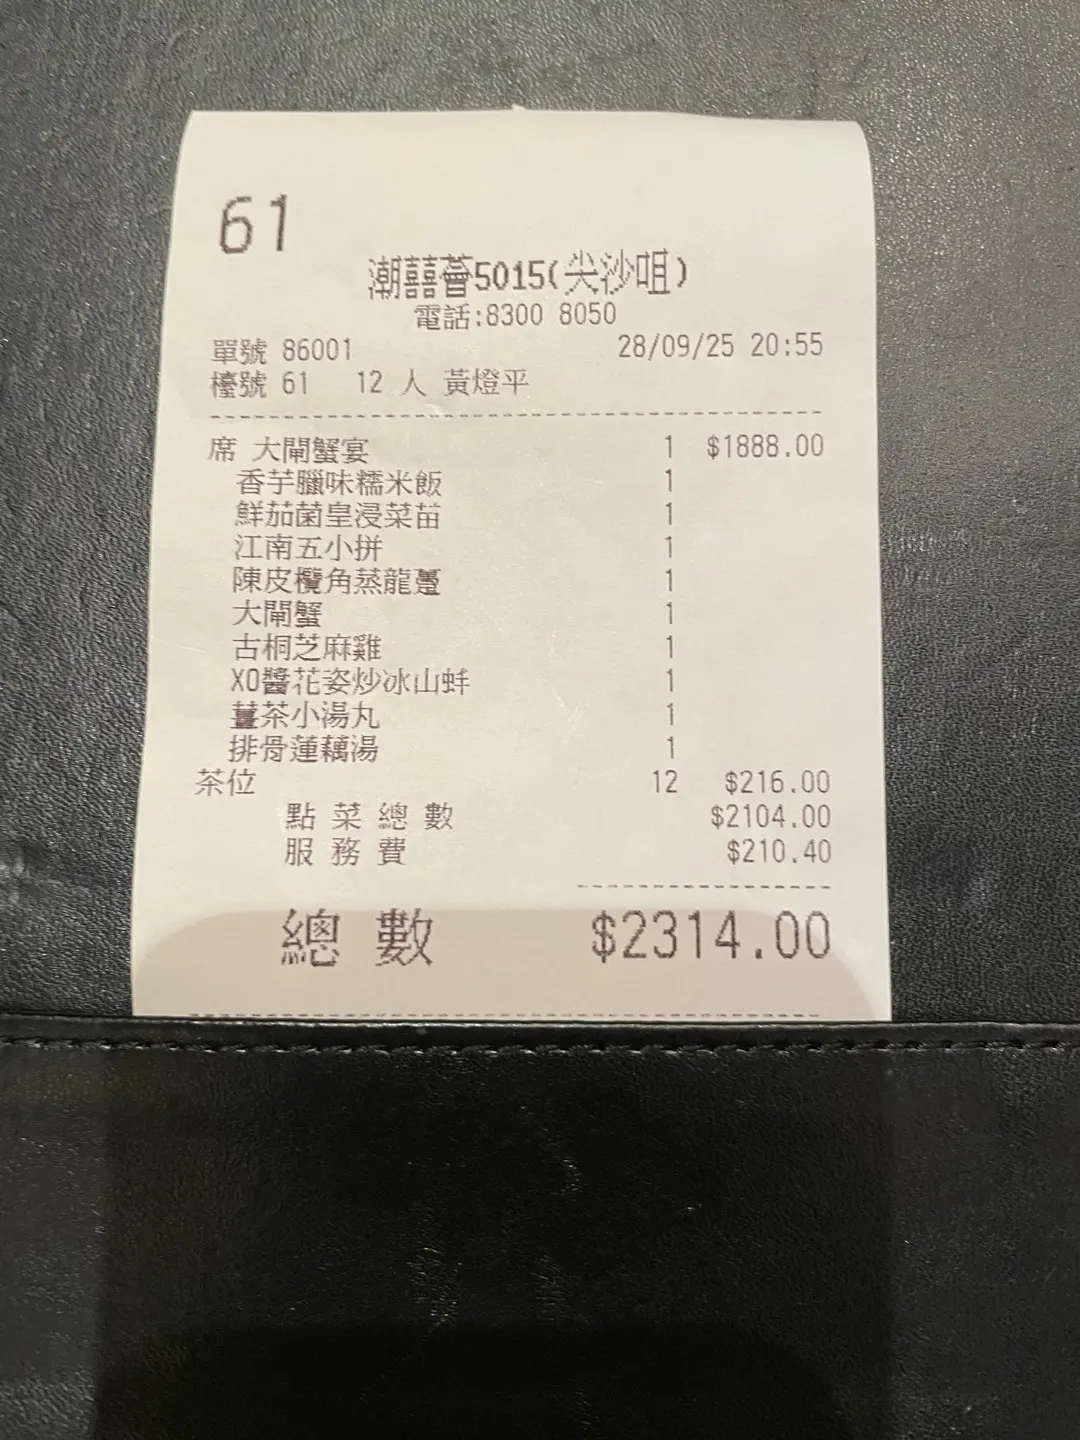 61
潮囍薈5015(尖沙咀)
電話:8300 8050
單號 86001 28/09/25 20:55
檯號 61 12 人 黃燈平
席 大閘蟹宴 1 $1888.00
香芋臘味糯米飯 1
鮮茄菌皇浸菜苗 1
江南五小拼 1
陳皮欖角蒸龍躉 1
大閘蟹 1
古桐芝麻雞 1
XO醬花姿炒冰山蚌 1
薑茶小湯丸 1
排骨蓮藕湯 1
茶位 12 $216.00
點菜總數 $2104.00
服務費 $210.40
總數 $2314.00